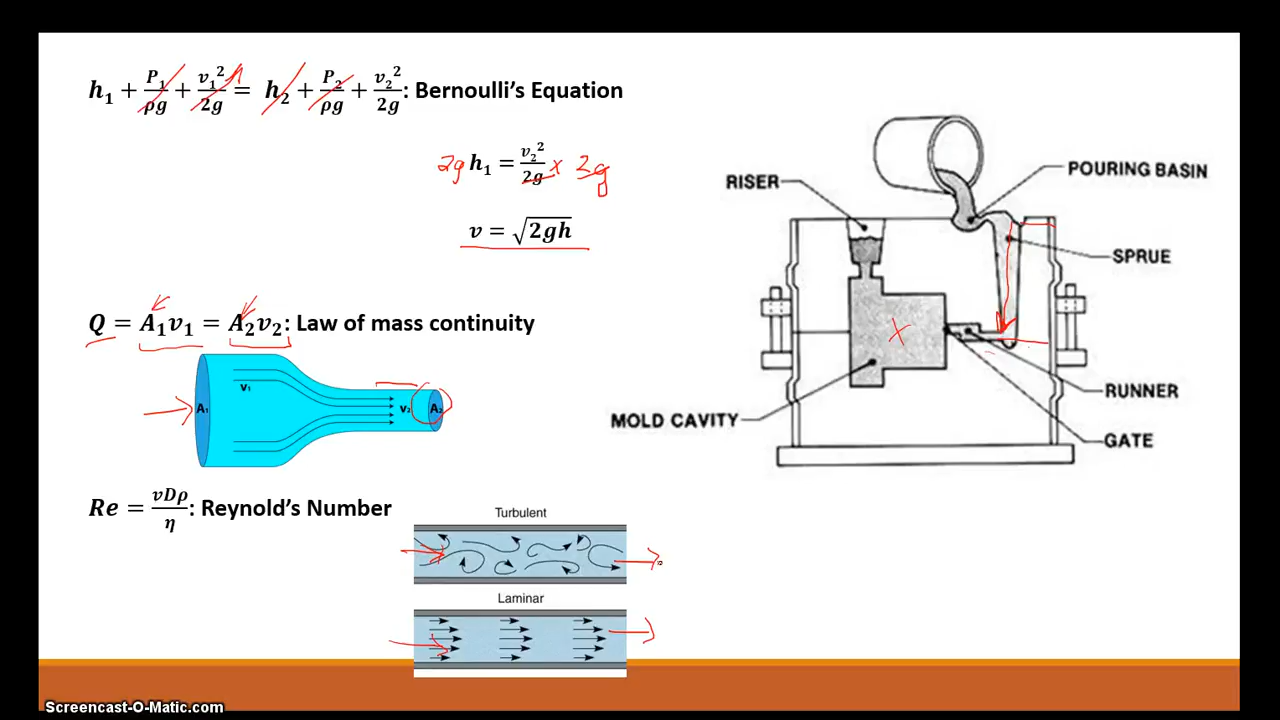 h₁ + P₁/ρg + v₁²/2g = h₂ + P₂/ρg + v₂²/2g: Bernoulli's Equation
2g h₁ = v₂²/2g x 2g
v = √2gh
Q = A₁v₁ = A₂v₂: Law of mass continuity
A₁ v₁ v₂ A₂
Re = vDρ/η: Reynold's Number
Turbulent
Laminar
POURING BASIN
RISER
SPRUE
X
RUNNER
MOLD CAVITY
GATE
Screencast-O-Matic.com